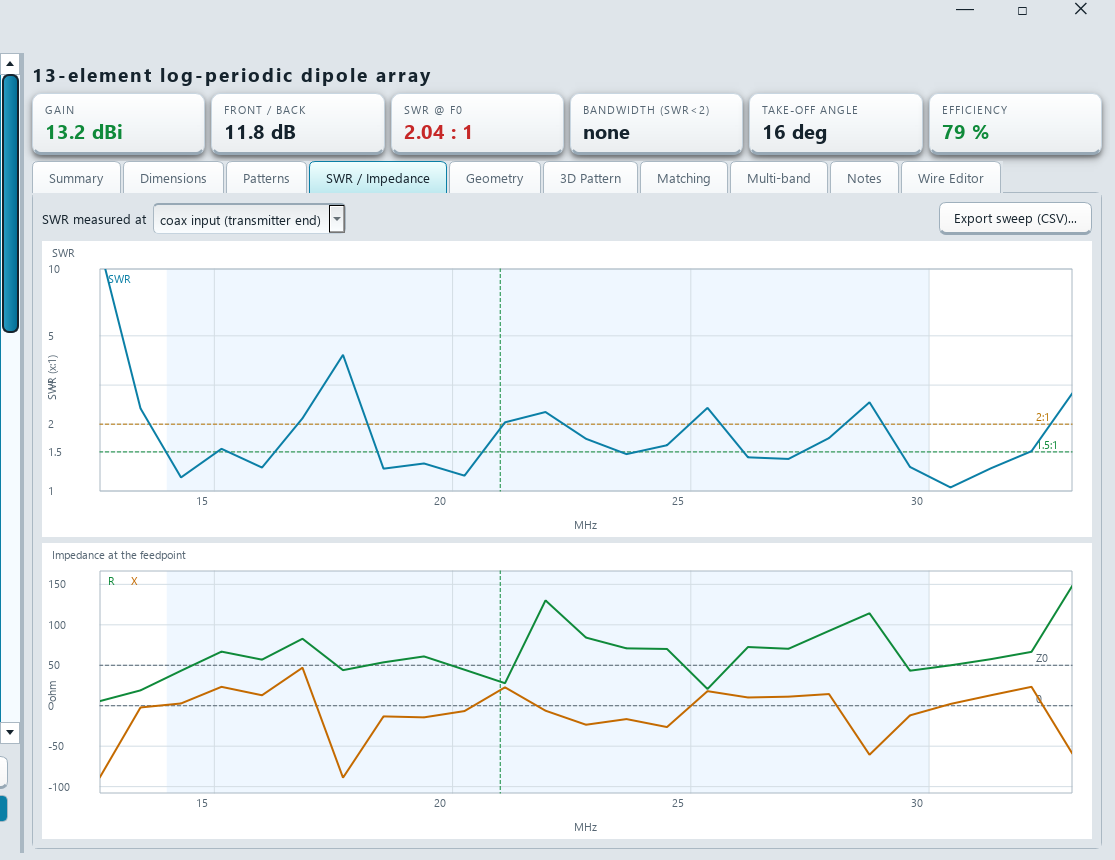 13-element log-periodic dipole array
GAIN
13.2 dBi
FRONT / BACK
11.8 dB
SWR @ F0
2.04 : 1
BANDWIDTH (SWR<2)
none
TAKE-OFF ANGLE
16 deg
EFFICIENCY
79 %
Summary
Dimensions
Patterns
SWR / Impedance
Geometry
3D Pattern
Matching
Multi-band
Notes
Wire Editor
SWR measured at
coax input (transmitter end)
Export sweep (CSV)...
SWR
10
SWR
5
SWR (x:1)
2:1
2
1.5:1
1.5
1
15
20
25
30
MHz
Impedance at the feedpoint
R X
150
100
50
Z0
ohm
0
0
-50
-100
15
20
25
30
MHz